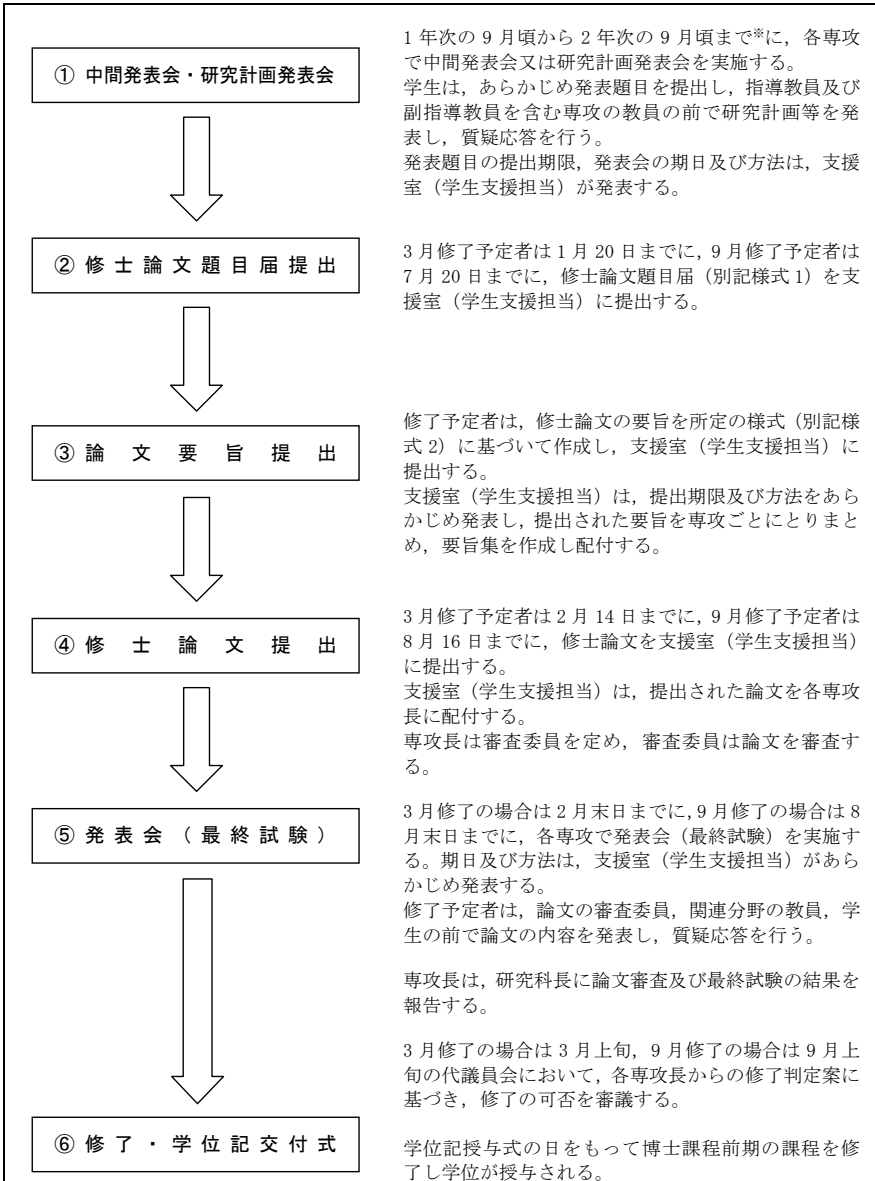 ① 中間発表会・研究計画発表会
1 年次の 9 月頃から 2 年次の 9 月頃まで※に，各専攻
で中間発表会又は研究計画発表会を実施する。
学生は，あらかじめ発表題目を提出し，指導教員及び
副指導教員を含む専攻の教員の前で研究計画等を発
表し，質疑応答を行う。
発表題目の提出期限，発表会の期日及び方法は，支援
室（学生支援担当）が発表する。
② 修 士 論 文 題 目 届 提 出
3 月修了予定者は 1 月 20 日までに，9 月修了予定者は
7 月 20 日までに，修士論文題目届（別記様式 1）を支
援室（学生支援担当）に提出する。
③ 論 文 要 旨 提 出
修了予定者は，修士論文の要旨を所定の様式（別記様
式 2）に基づいて作成し，支援室（学生支援担当）に
提出する。
支援室（学生支援担当）は，提出期限及び方法をあら
かじめ発表し，提出された要旨を専攻ごとにとりまと
め，要旨集を作成し配付する。
④ 修 士 論 文 提 出
3 月修了予定者は 2 月 14 日までに，9 月修了予定者は
8 月 16 日までに，修士論文を支援室（学生支援担当）
に提出する。
支援室（学生支援担当）は，提出された論文を各専攻
長に配付する。
専攻長は審査委員を定め，審査委員は論文を審査す
る。
⑤ 発 表 会 （ 最 終 試 験 ）
3 月修了の場合は 2 月末日までに，9 月修了の場合は 8
月末日までに，各専攻で発表会（最終試験）を実施す
る。期日及び方法は，支援室（学生支援担当）があら
かじめ発表する。
修了予定者は，論文の審査委員，関連分野の教員，学
生の前で論文の内容を発表し，質疑応答を行う。
専攻長は，研究科長に論文審査及び最終試験の結果を
報告する。
3 月修了の場合は 3 月上旬，9 月修了の場合は 9 月上
旬の代議員会において，各専攻長からの修了判定案に
基づき，修了の可否を審議する。
⑥ 修 了 ・ 学 位 記 交 付 式
学位記授与式の日をもって博士課程前期の課程を修
了し学位が授与される。